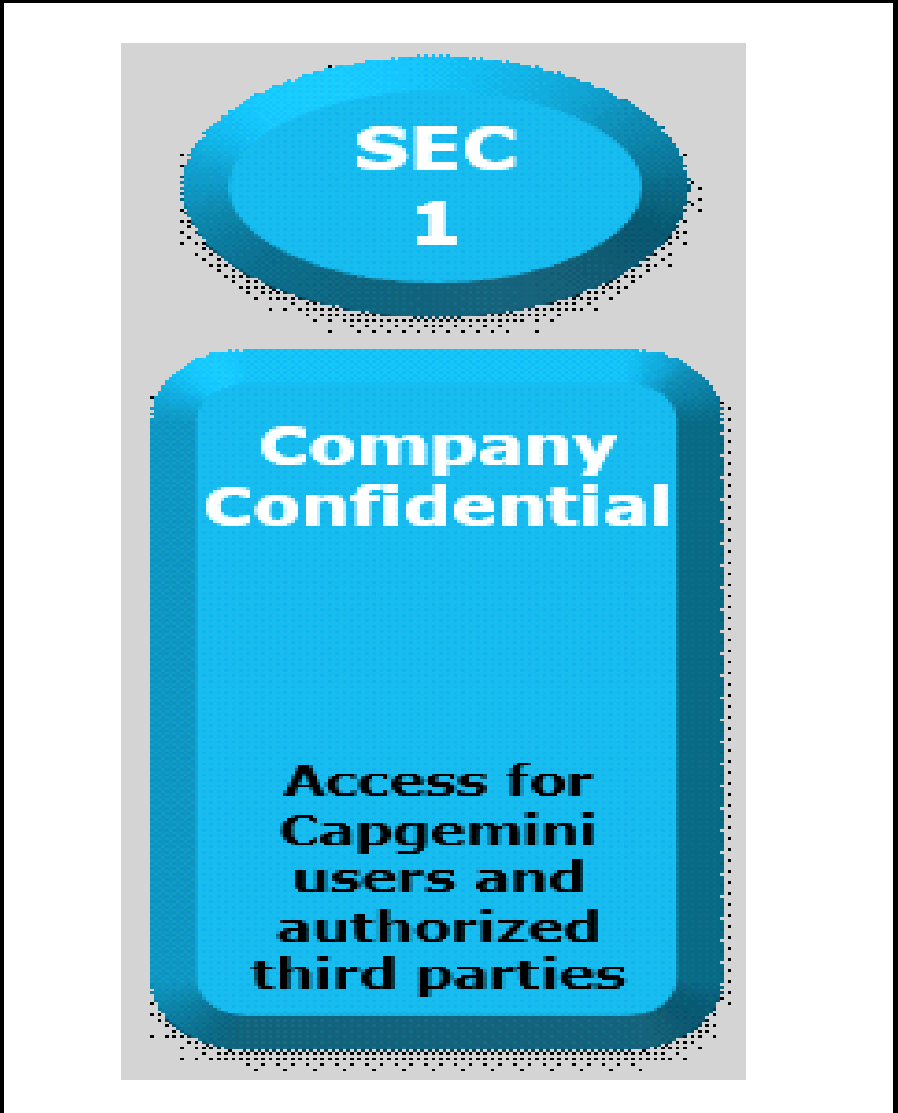 SEC
1
Company
Confidential
Access for
Capgemini
users and
authorized
third parties